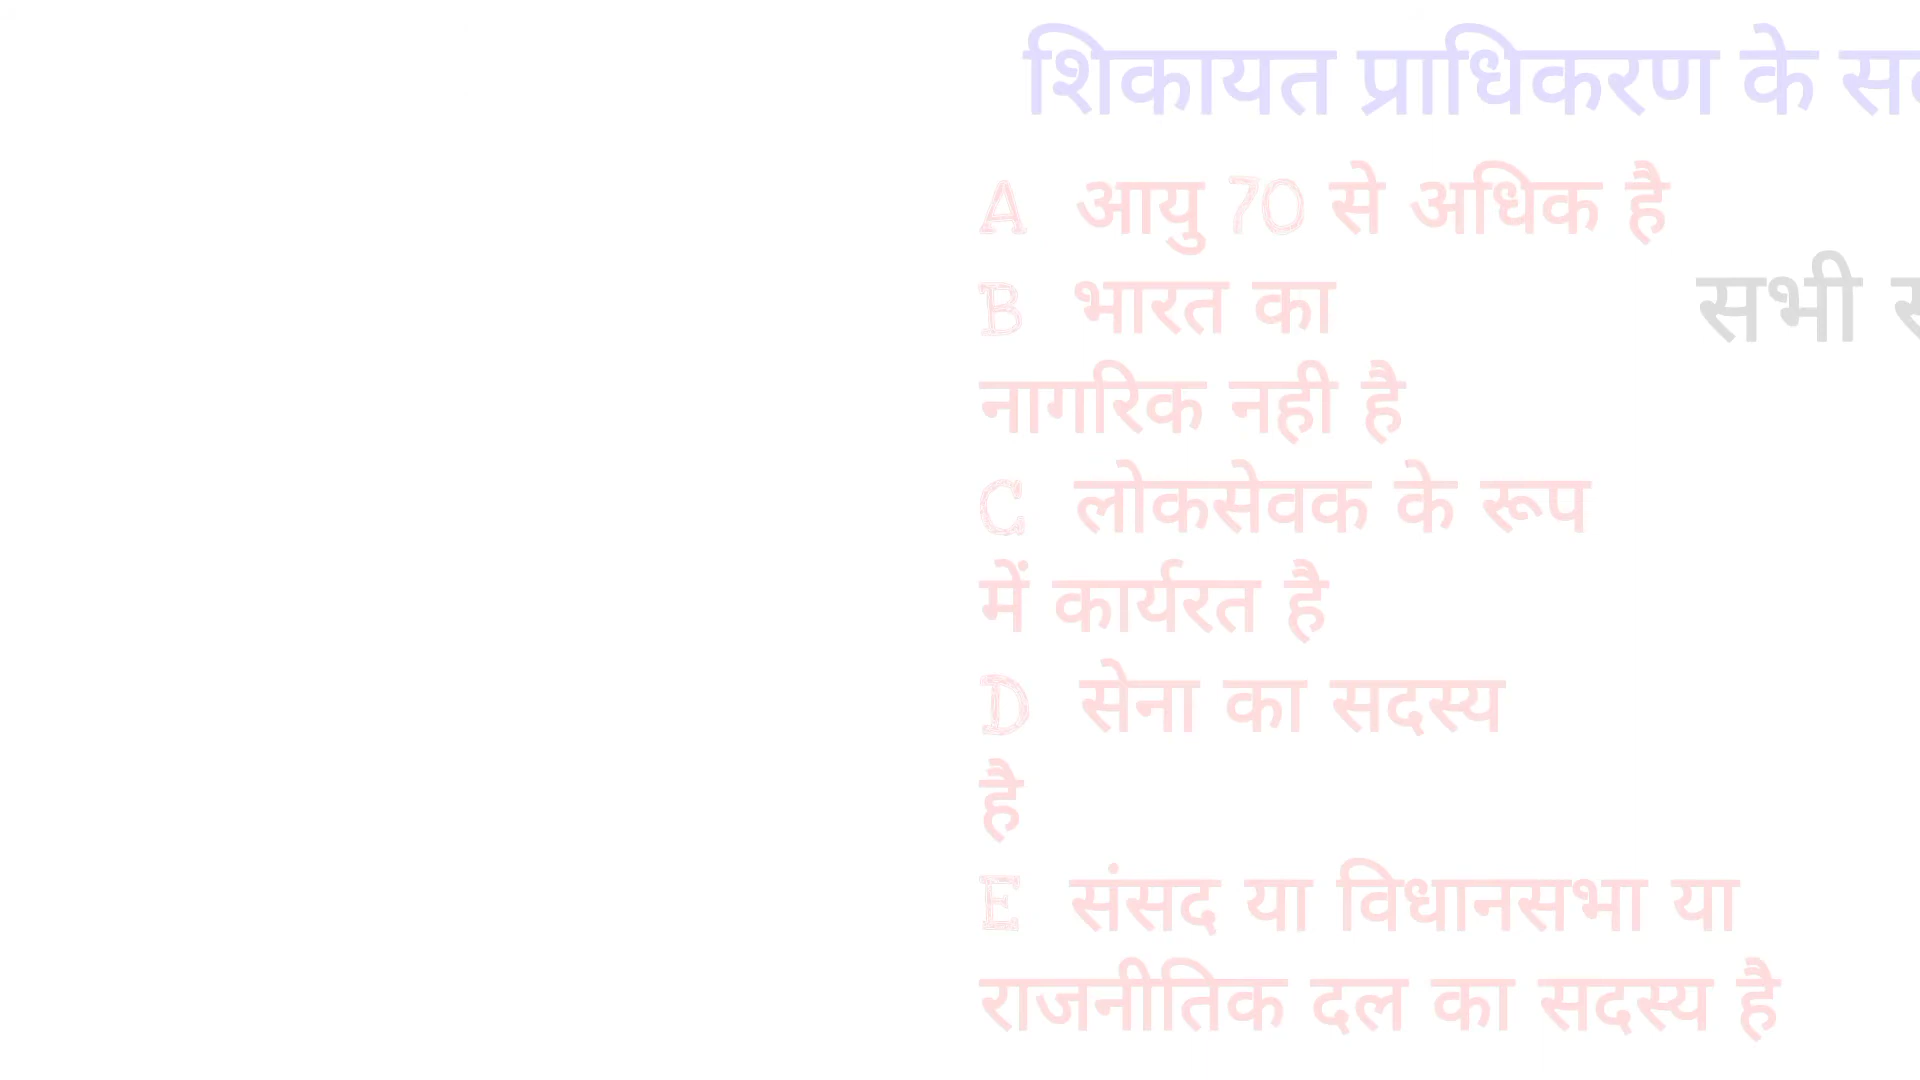 शिकायत प्राधिकरण के
A आयु 70 से अधिक है
B भारत का
सभी
नागरिक नही है
C लोकसेवक के रूप
में कार्यरत है
D सेना का सदस्य
है
E संसद या विधानसभा या
राजनीतिक दल का सदस्य है